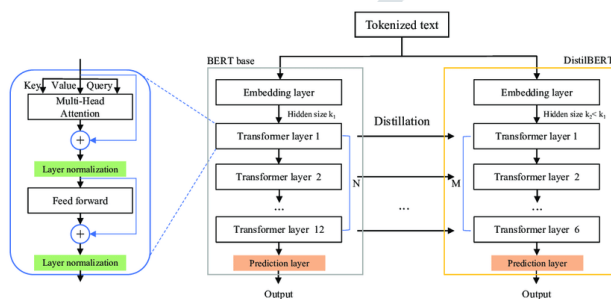 Tokenized text
BERT base
DistilBERT
Key Value Query
Multi-Head
Attention
+
Layer normalization
Feed forward
+
Layer normalization
Embedding layer
Hidden size k₁
Transformer layer 1
Transformer layer 2
...
Transformer layer 12
Prediction layer
Output
N
Distillation
...
M
Embedding layer
Hidden size k₂< k₁
Transformer layer 1
Transformer layer 2
...
Transformer layer 6
Prediction layer
Output